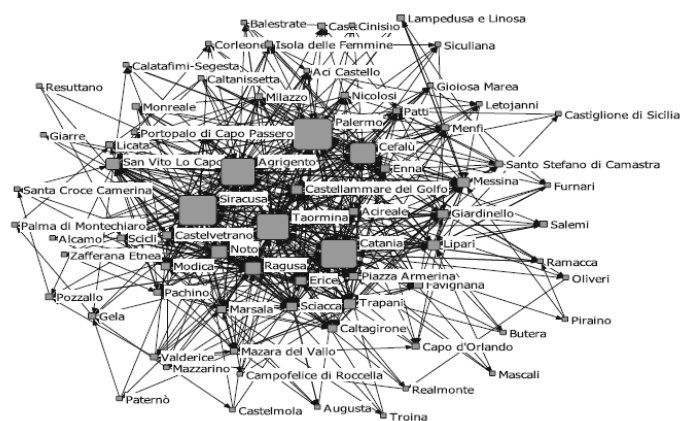 Lampedusa e Linosa
Balestrate
Cinisi
Corleone
Isola delle Femmine
Siculiana
Calatafimi-Segesta
Aci Castello
Caltanissetta
Gioiosa Marea
Resuttano
Milazzo
Nicolosi
Letojanni
Monreale
Palermo
Patti
Castiglione di Sicilia
Giarre
Portopalo di Capo Passero
Menfi
Licata
Cefalù
San Vito Lo Capo
Agrigento
Enna
Santo Stefano di Camastra
Messina
Santa Croce Camerina
Siracusa
Castellammare del Golfo
Furnari
Taormina
Acireale
Giardinello
Palma di Montechiaro
Castelvetrano
Salemi
Alcamo
Scicli
Noto
Catania
Lipari
Zafferana Etnea
Modica
Ragusa
Ramacca
Erice
Piazza Armerina
Oliveri
Pozzallo
Pachino
Favignana
Marsala
Sciacca
Trapani
Gela
Caltagirone
Piraino
Butera
Valderice
Mazara del Vallo
Capo d'Orlando
Mazzarino
Campofelice di Roccella
Mascali
Paternò
Realmonte
Castelmola
Augusta
Troina